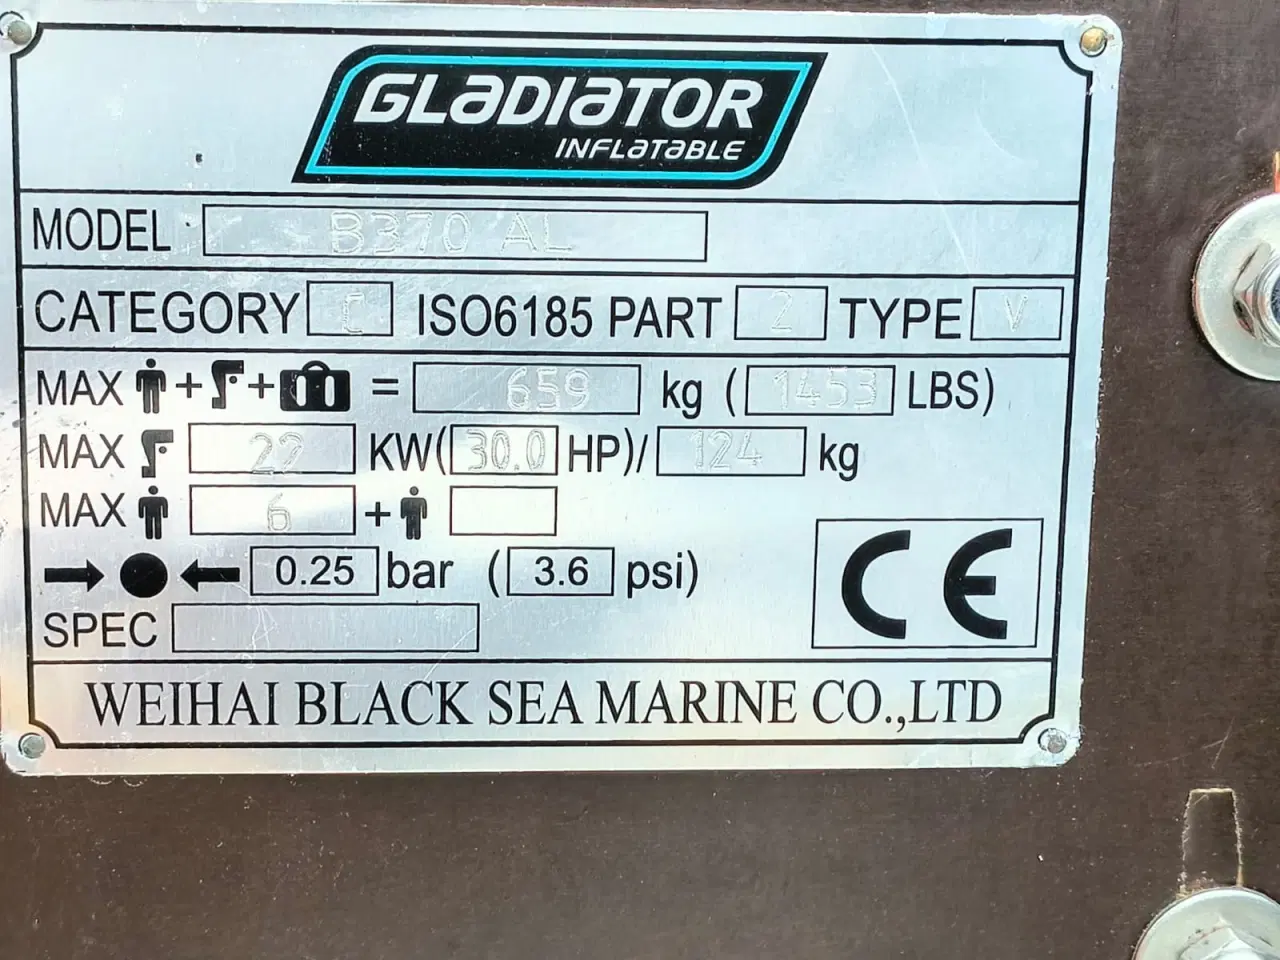 GLADIATOR
INFLATABLE
MODEL B370 AL
CATEGORY C ISO6185 PART 2 TYPE V
MAX + + = 659 kg (1453 LBS)
MAX 22 KW(30.0 HP)/ 124 kg
MAX 6 +
0.25 bar (3.6 psi)
SPEC
CE
WEIHAI BLACK SEA MARINE CO.,LTD